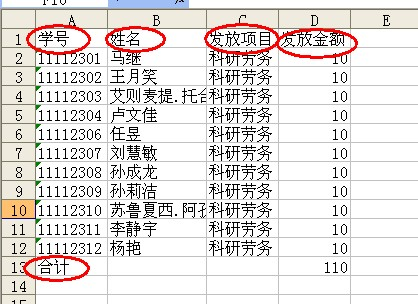 F10
A B C D E
1 学号 姓名 发放项目 发放金额
2 11112301 马继 科研劳务 10
3 11112302 王月笑 科研劳务 10
4 11112303 艾则麦提.托合 科研劳务 10
5 11112304 卢文佳 科研劳务 10
6 11112306 任昱 科研劳务 10
7 11112307 刘慧敏 科研劳务 10
8 11112308 孙成龙 科研劳务 10
9 11112309 孙莉洁 科研劳务 10
10 11112310 苏鲁夏西.阿 科研劳务 10
11 11112311 李静宇 科研劳务 10
12 11112312 杨艳 科研劳务 10
13 合计 110
14